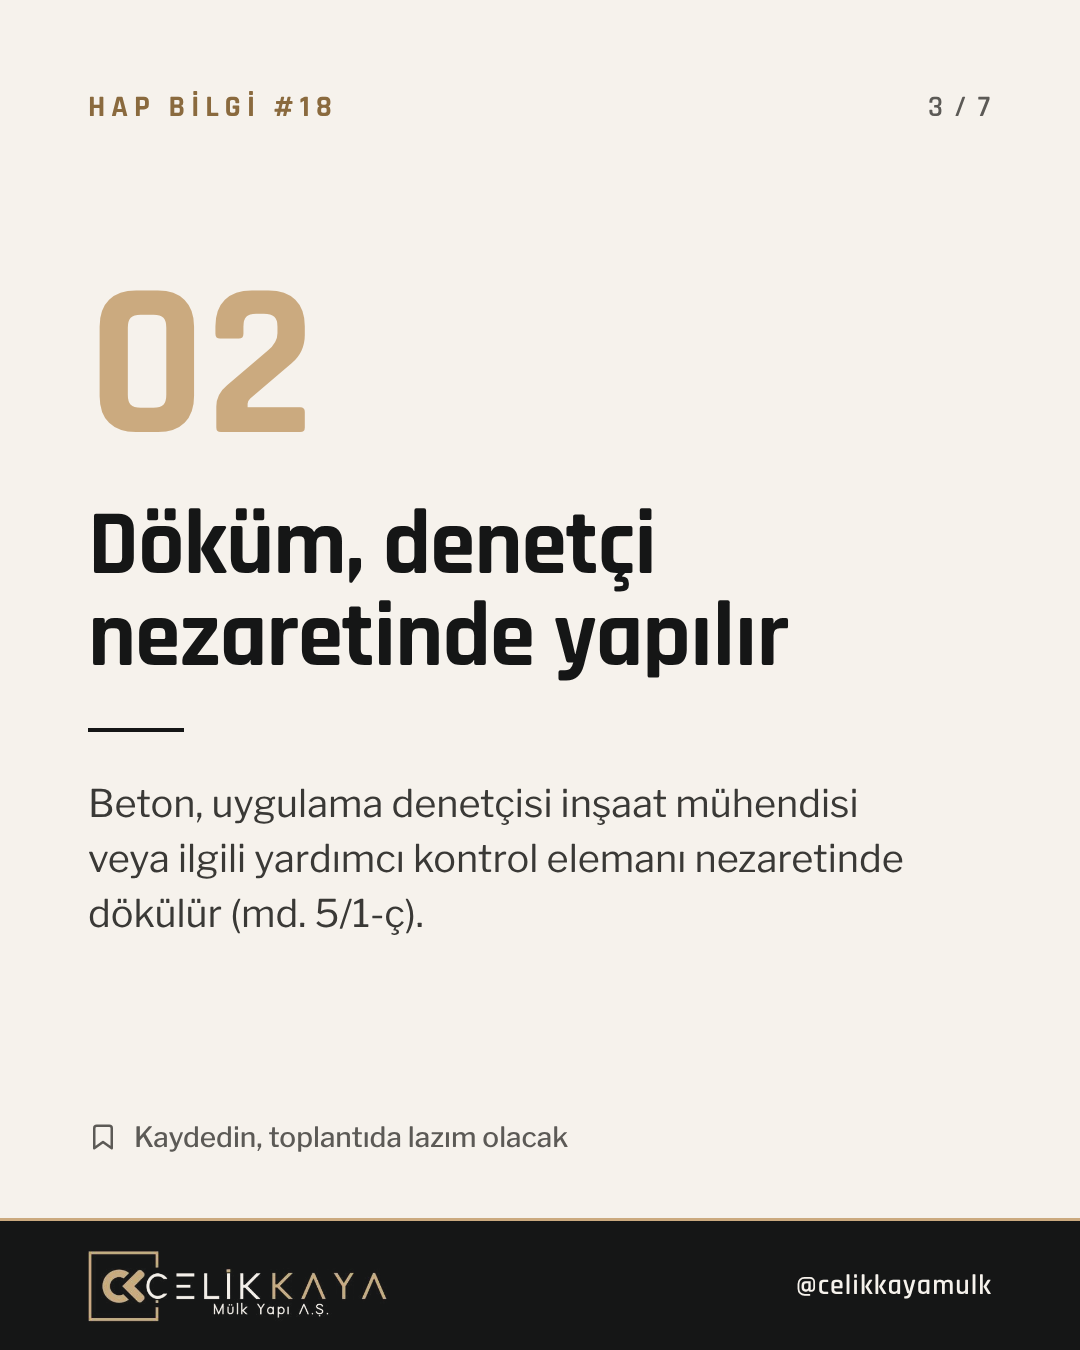 HAP BİLGİ #18
3 / 7
02
Döküm, denetçi
nezaretinde yapılır
Beton, uygulama denetçisi inşaat mühendisi
veya ilgili yardımcı kontrol elemanı nezaretinde
dökülür (md. 5/1-ç).
Kaydedin, toplantıda lazım olacak
ÇELİKKAYA
Mülk Yapı A.Ş.
@celikkayamulk